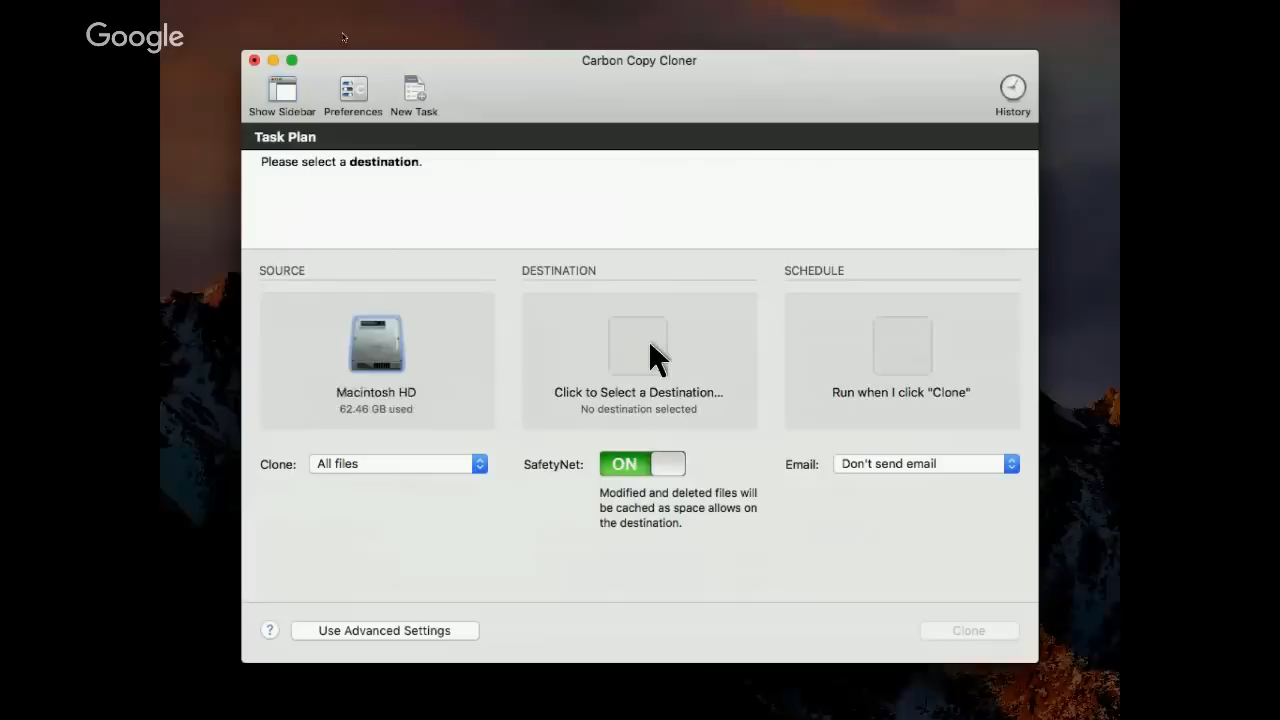 Google
Carbon Copy Cloner
Show Sidebar
Preferences
New Task
History
Task Plan
Please select a destination.
SOURCE
DESTINATION
SCHEDULE
Macintosh HD
62.46 GB used
Click to Select a Destination...
No destination selected
Run when I click "Clone"
Clone: All files
SafetyNet: ON
Modified and deleted files will
be cached as space allows on
the destination.
Email: Don't send email
?
Use Advanced Settings
Clone